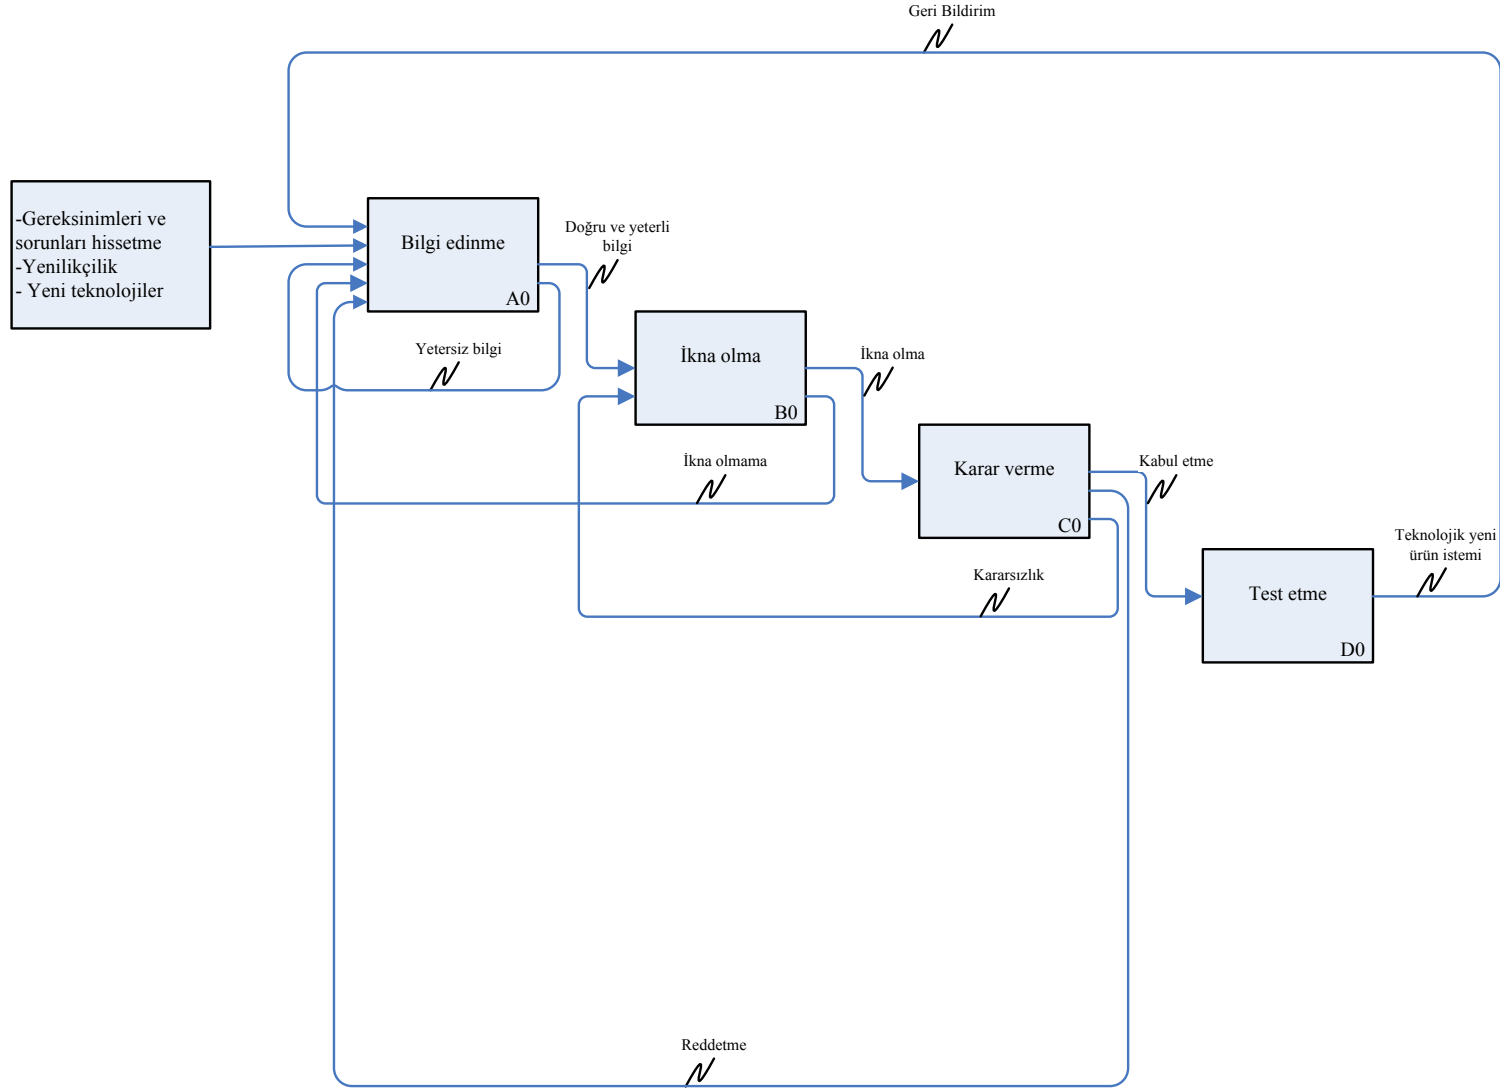 Geri Bildirim
-Gereksinimleri ve
sorunları hissetme
-Yenilikçilik
- Yeni teknolojiler
Bilgi edinme
A0
Doğru ve yeterli
bilgi
Yetersiz bilgi
İkna olma
B0
İkna olma
İkna olmama
Karar verme
C0
Kabul etme
Kararsızlık
Teknolojik yeni
ürün istemi
Test etme
D0
Reddetme